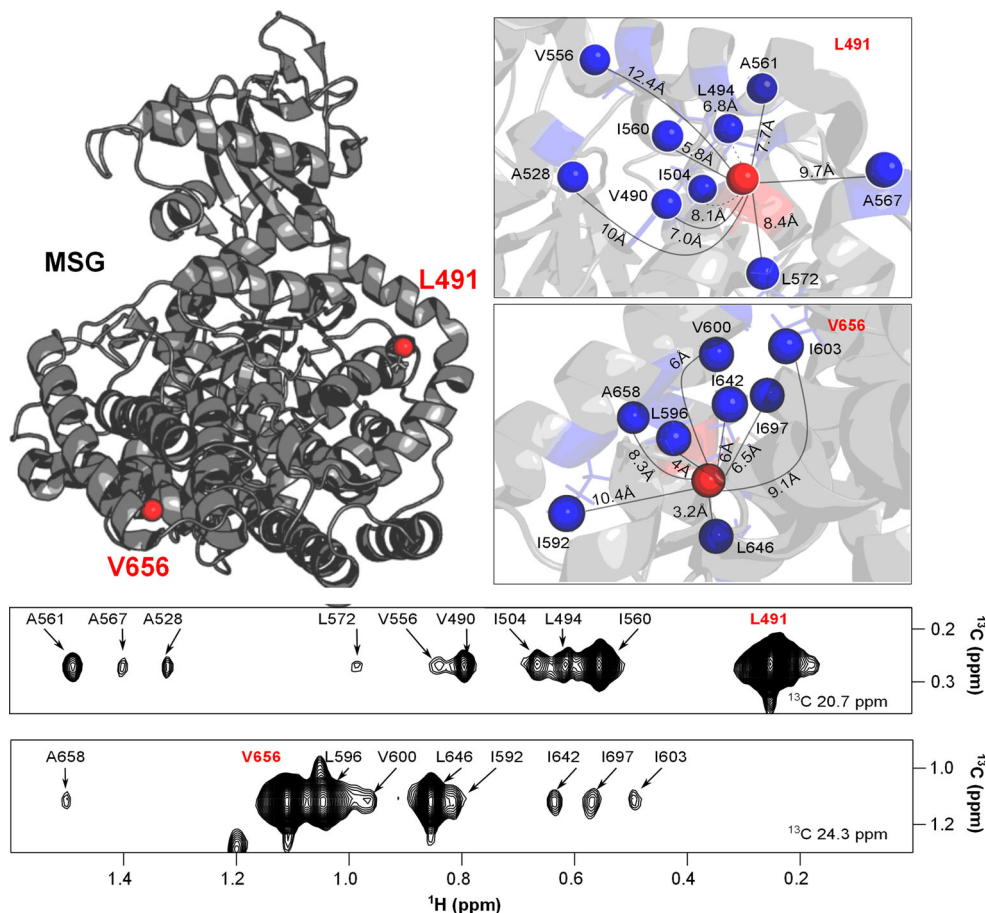 MSG
L491
V656
L491
V556
A561
L494
12.4Å
6.8Å
7.7Å
I560
5.8Å
A528
I504
9.7Å
V490
A567
8.1Å
8.4Å
10Å
7.0Å
L572
V656
V600
I603
6Å
I642
A658
L596
I697
8.3Å
4Å
6Å
6.5Å
9.1Å
10.4Å
3.2Å
I592
L646
A561 A567 A528 L572 V556 V490 I504 L494 I560 L491
0.2
0.3
¹³C (ppm)
¹³C 20.7 ppm
A658 V656 L596 V600 L646 I592 I642 I697 I603
1.0
1.2
¹³C (ppm)
¹³C 24.3 ppm
1.4 1.2 1.0 0.8 0.6 0.4 0.2
¹H (ppm)